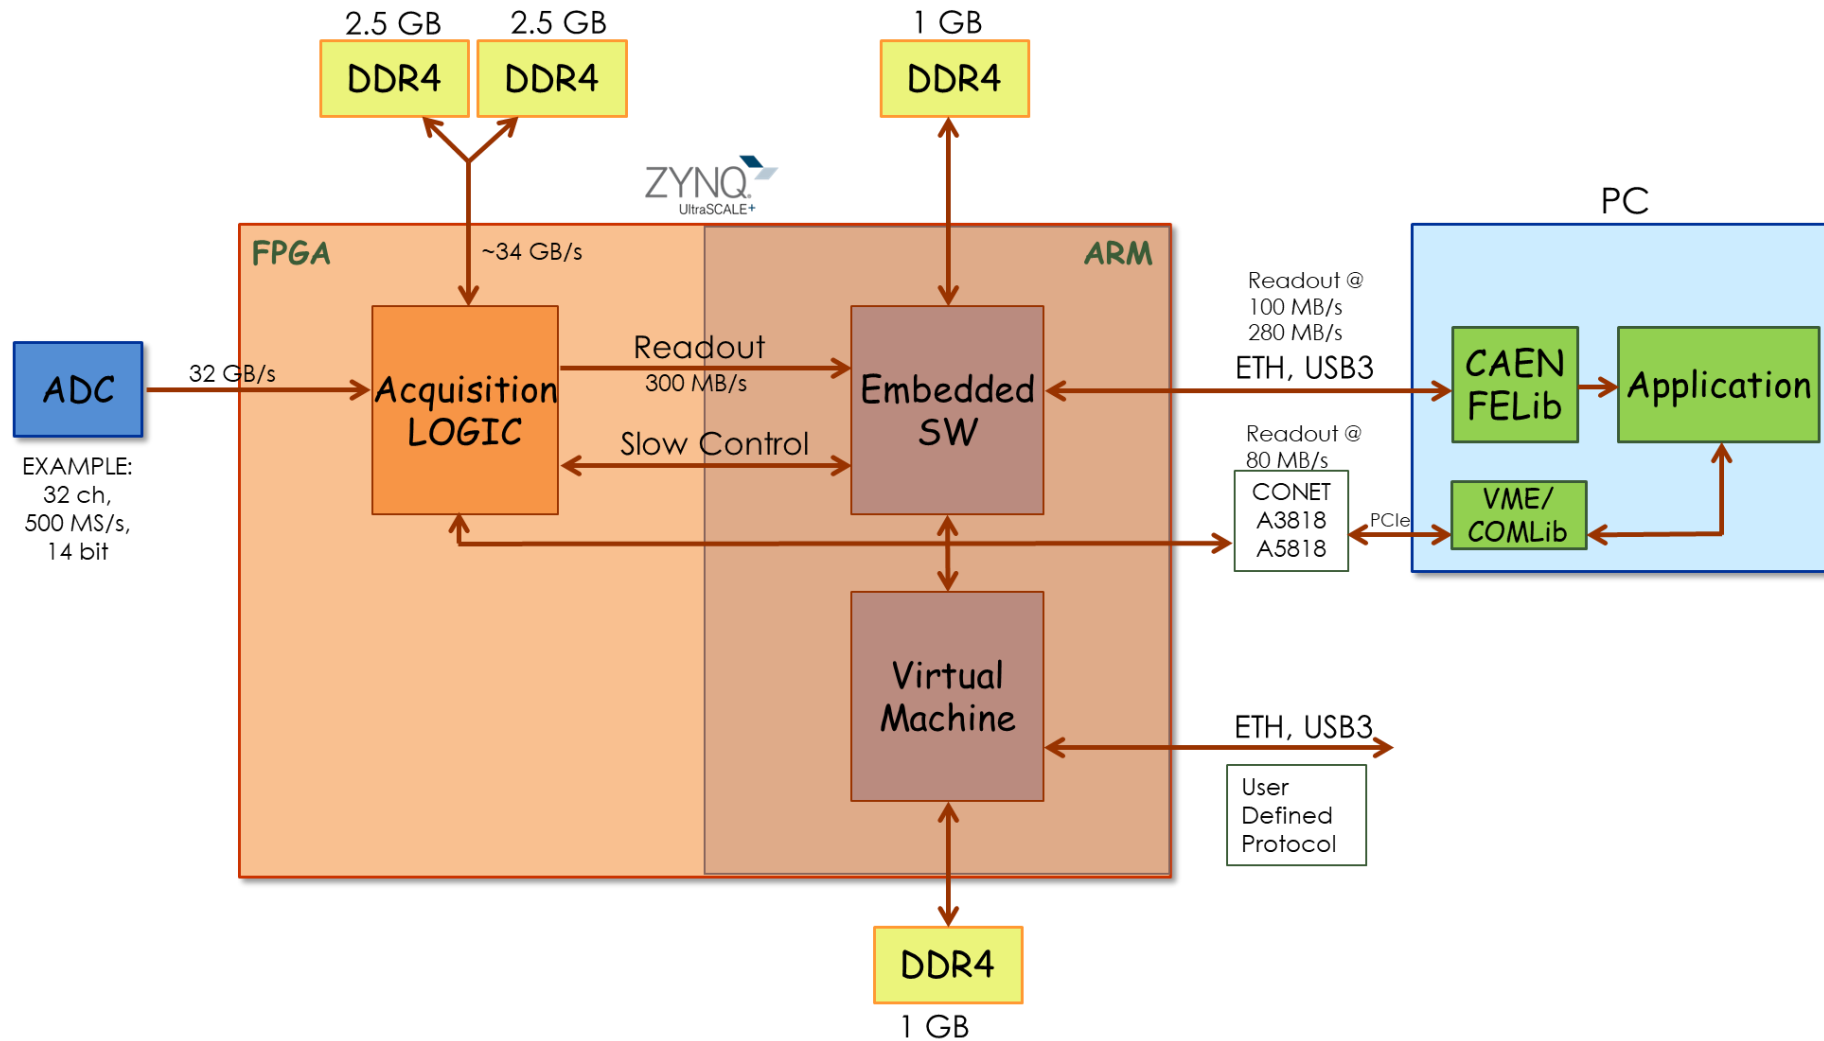 2.5 GB
2.5 GB
1 GB
DDR4
DDR4
DDR4
ZYNQ
UltraSCALE+
PC
FPGA
~34 GB/s
ARM
Readout @
100 MB/s
280 MB/s
ETH, USB3
ADC
32 GB/s
Acquisition
LOGIC
Readout
300 MB/s
Slow Control
Embedded
SW
CAEN
FELib
Application
EXAMPLE:
32 ch,
500 MS/s,
14 bit
Readout @
80 MB/s
CONET
A3818
A5818
PCIe
VME/
COMLib
Virtual
Machine
ETH, USB3
User
Defined
Protocol
DDR4
1 GB